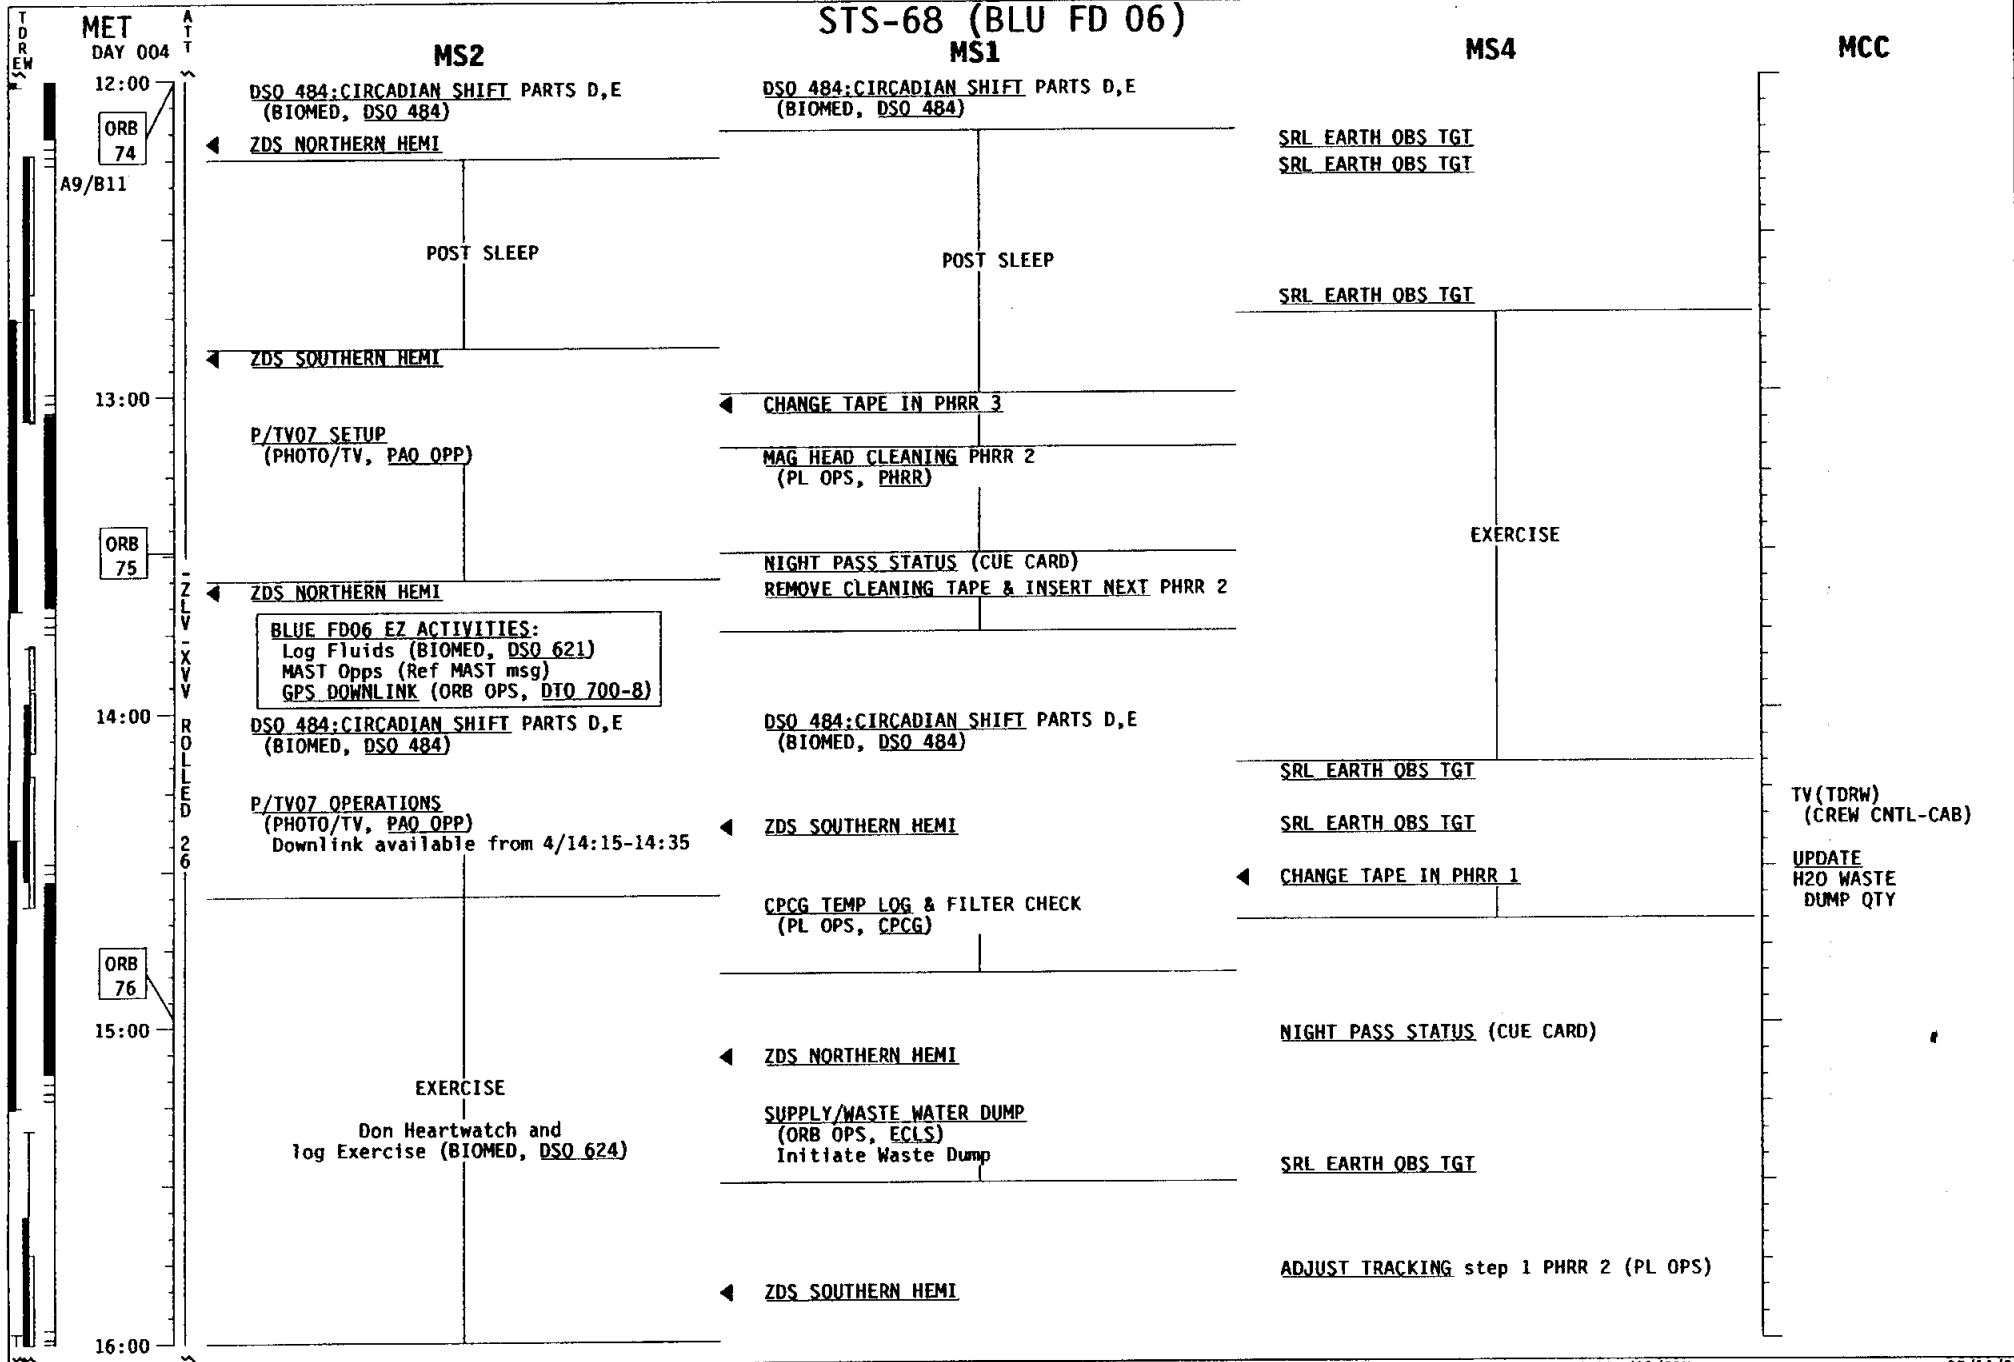 STS-68 (BLU FD 06)
TDREW
MET
DAY 004
ATT
MS2
MS1
MS4
MCC
12:00
ORB
74
A9/B11
13:00
ORB
75
14:00
ORB
76
15:00
16:00
-ZLV -XVV ROLLED 26
DSO 484:CIRCADIAN SHIFT PARTS D,E
(BIOMED, DSO 484)
ZDS NORTHERN HEMI
POST SLEEP
ZDS SOUTHERN HEMI
P/TV07 SETUP
(PHOTO/TV, PAO OPP)
ZDS NORTHERN HEMI
BLUE FD06 EZ ACTIVITIES:
Log Fluids (BIOMED, DSO 621)
MAST Opps (Ref MAST msg)
GPS DOWNLINK (ORB OPS, DTO 700-8)
DSO 484:CIRCADIAN SHIFT PARTS D,E
(BIOMED, DSO 484)
P/TV07 OPERATIONS
(PHOTO/TV, PAO OPP)
Downlink available from 4/14:15-14:35
EXERCISE
Don Heartwatch and
log Exercise (BIOMED, DSO 624)
DSO 484:CIRCADIAN SHIFT PARTS D,E
(BIOMED, DSO 484)
POST SLEEP
CHANGE TAPE IN PHRR 3
MAG HEAD CLEANING PHRR 2
(PL OPS, PHRR)
NIGHT PASS STATUS (CUE CARD)
REMOVE CLEANING TAPE & INSERT NEXT PHRR 2
DSO 484:CIRCADIAN SHIFT PARTS D,E
(BIOMED, DSO 484)
ZDS SOUTHERN HEMI
CPCG TEMP LOG & FILTER CHECK
(PL OPS, CPCG)
ZDS NORTHERN HEMI
SUPPLY/WASTE WATER DUMP
(ORB OPS, ECLS)
Initiate Waste Dump
ZDS SOUTHERN HEMI
SRL EARTH OBS TGT
SRL EARTH OBS TGT
SRL EARTH OBS TGT
EXERCISE
SRL EARTH OBS TGT
SRL EARTH OBS TGT
CHANGE TAPE IN PHRR 1
NIGHT PASS STATUS (CUE CARD)
SRL EARTH OBS TGT
ADJUST TRACKING step 1 PHRR 2 (PL OPS)
TV(TDRW)
(CREW CNTL-CAB)
UPDATE
H2O WASTE
DUMP QTY